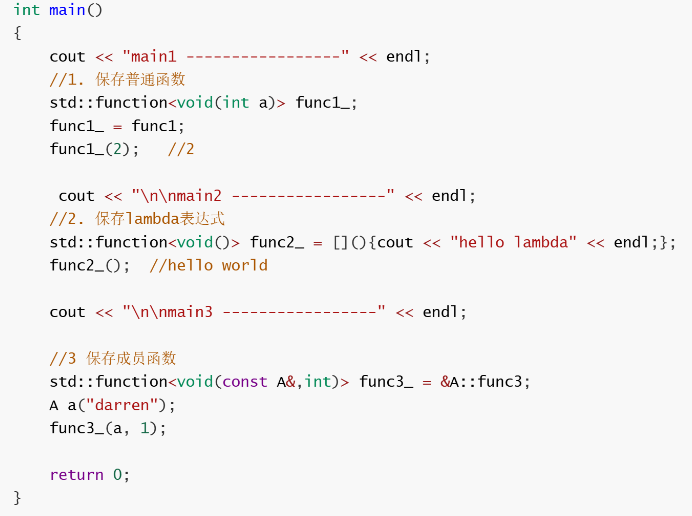 int main()
{
    cout << "main1 -----------------" << endl;
    //1. 保存普通函数
    std::function<void(int a)> func1_;
    func1_ = func1;
    func1_(2);   //2

     cout << "\n\nmain2 -----------------" << endl;
    //2. 保存lambda表达式
    std::function<void()> func2_ = [](){cout << "hello lambda" << endl;};
    func2_();  //hello world

    cout << "\n\nmain3 -----------------" << endl;

    //3 保存成员函数
    std::function<void(const A&,int)> func3_ = &A::func3;
    A a("darren");
    func3_(a, 1);

    return 0;
}